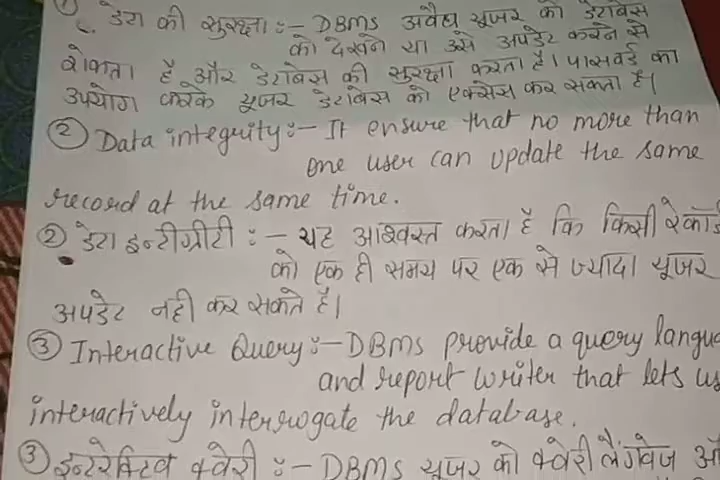 ① डेटा की सुरक्षा :- DBMS अवैध यूजर को डेटाबेस
को देखने या उसे अपडेट करने से
रोकता है और डेटाबेस की सुरक्षा करता है। पासवर्ड का
उपयोग करके यूजर डेटाबेस को एक्सेस कर सकता है।
② Data integrity :- It ensure that no more than
one user can update the same
record at the same time.
② डेटा इन्टीग्रीटी :- यह आश्वस्त करता है कि किसी रेकॉर्ड
को एक ही समय पर एक से ज्यादा यूजर
अपडेट नही कर सकते है।
③ Interactive Query :- DBMS provide a query langua
and report writer that lets us
interactively interrogate the database.
③ इन्टरेक्टिव क्वेरी :- DBMS यूजर को क्वेरी लैंगवेज औ